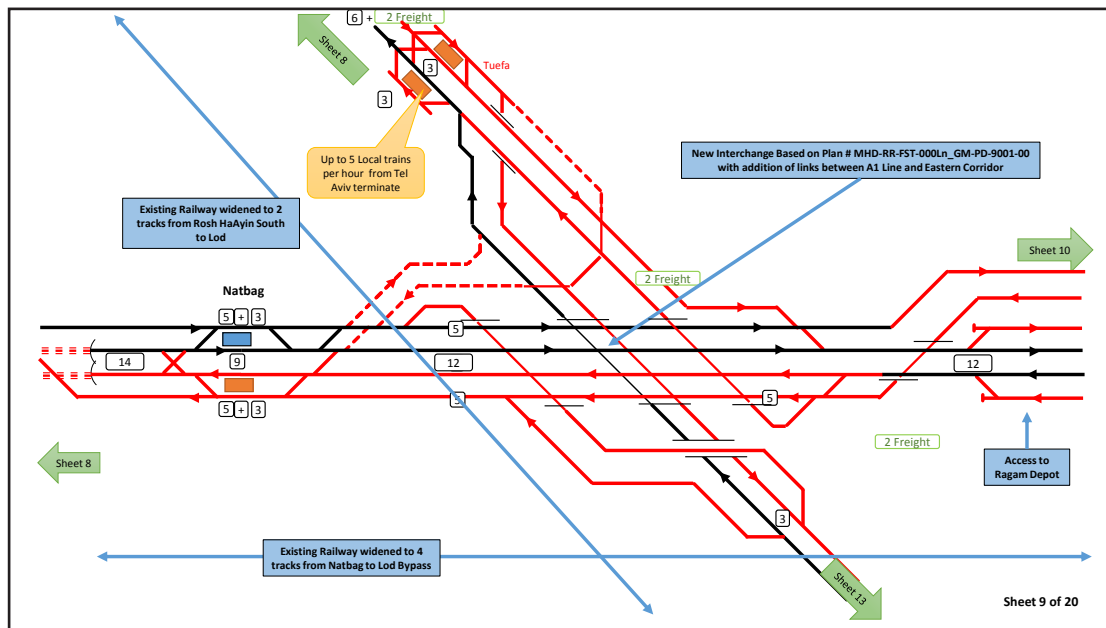 6 + 2 Freight
Sheet 8
3
Tuefa
3
Up to 5 Local trains
per hour from Tel
Aviv terminate
New Interchange Based on Plan # MHD-RR-FST-000Ln_GM-PD-9001-00
with addition of links between A1 Line and Eastern Corridor
Existing Railway widened to 2
tracks from Rosh HaAyin South
to Lod
Sheet 10
2 Freight
Natbag
5 + 3
5
14
9
12
12
5 + 3
5
5
2 Freight
Sheet 8
Access to
Ragam Depot
3
Existing Railway widened to 4
tracks from Natbag to Lod Bypass
Sheet 13
Sheet 9 of 20